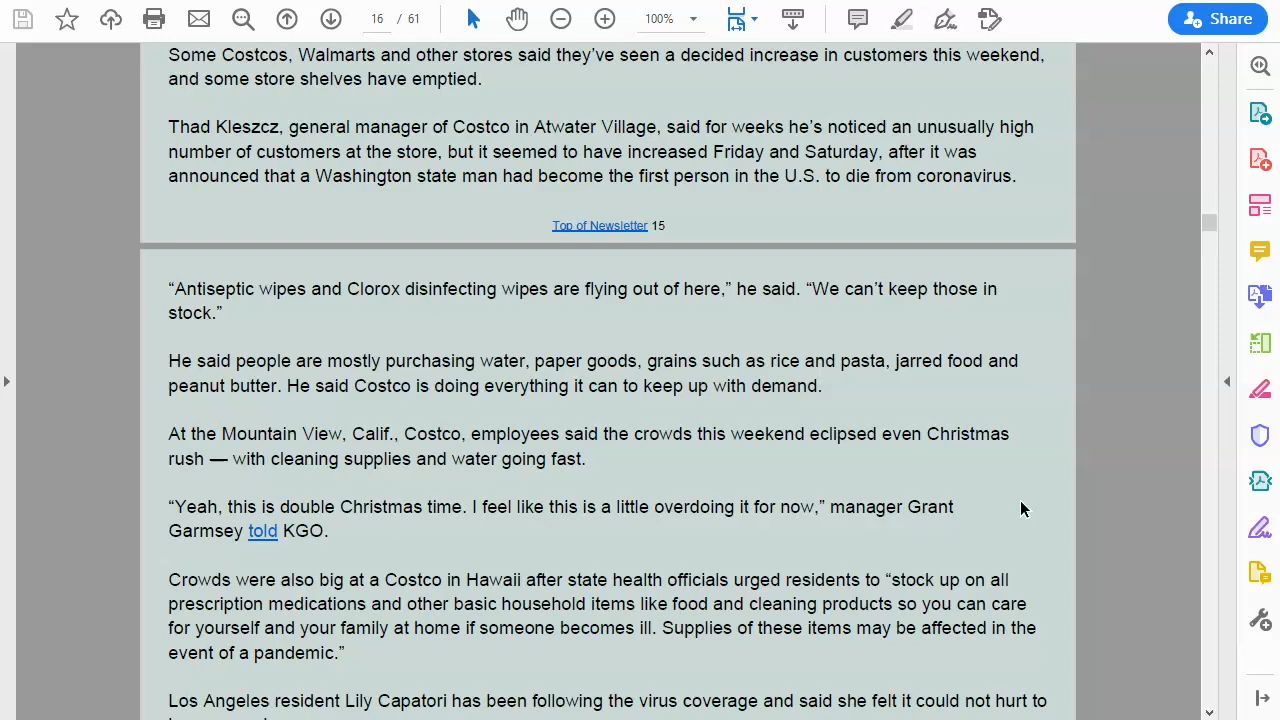 16 / 61
100%
Share
Some Costcos, Walmarts and other stores said they’ve seen a decided increase in customers this weekend,
and some store shelves have emptied.
Thad Kleszcz, general manager of Costco in Atwater Village, said for weeks he’s noticed an unusually high
number of customers at the store, but it seemed to have increased Friday and Saturday, after it was
announced that a Washington state man had become the first person in the U.S. to die from coronavirus.
Top of Newsletter 15
“Antiseptic wipes and Clorox disinfecting wipes are flying out of here,” he said. “We can’t keep those in
stock.”
He said people are mostly purchasing water, paper goods, grains such as rice and pasta, jarred food and
peanut butter. He said Costco is doing everything it can to keep up with demand.
At the Mountain View, Calif., Costco, employees said the crowds this weekend eclipsed even Christmas
rush — with cleaning supplies and water going fast.
“Yeah, this is double Christmas time. I feel like this is a little overdoing it for now,” manager Grant
Garmsey told KGO.
Crowds were also big at a Costco in Hawaii after state health officials urged residents to “stock up on all
prescription medications and other basic household items like food and cleaning products so you can care
for yourself and your family at home if someone becomes ill. Supplies of these items may be affected in the
event of a pandemic.”
Los Angeles resident Lily Capatori has been following the virus coverage and said she felt it could not hurt to